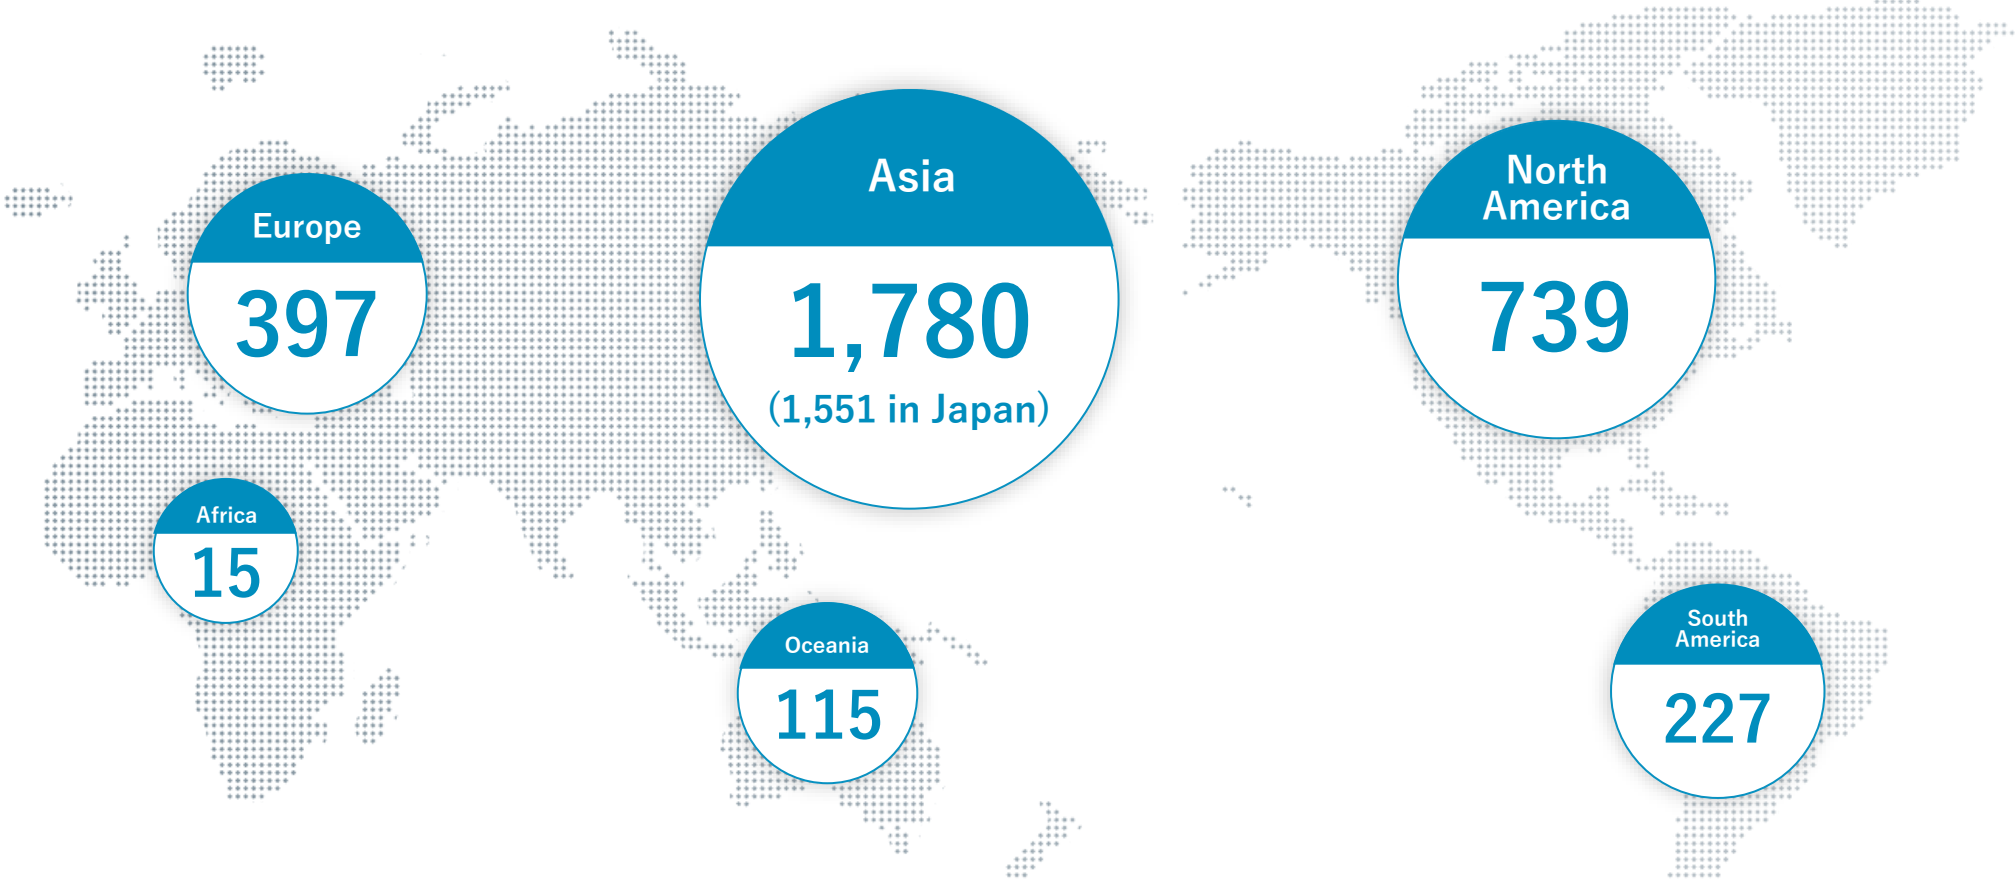 Europe
397
Asia
1,780
(1,551 in Japan)
North
America
739
Africa
15
Oceania
115
South
America
227